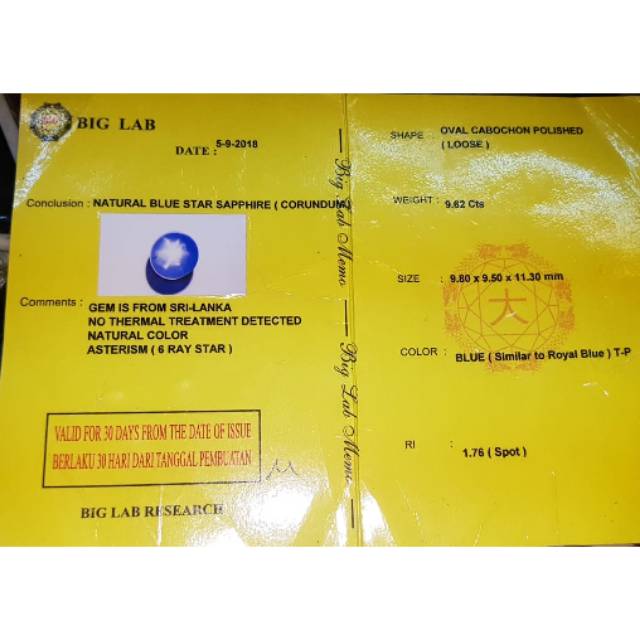 BIG LAB
DATE : 5-9-2018
Conclusion : NATURAL BLUE STAR SAPPHIRE ( CORUNDUM)
Comments : GEM IS FROM SRI-LANKA
NO THERMAL TREATMENT DETECTED
NATURAL COLOR
ASTERISM ( 6 RAY STAR )
VALID FOR 30 DAYS FROM THE DATE OF ISSUE
BERLAKU 30 HARI DARI TANGGAL PEMBUATAN
BIG LAB RESEARCH
Big Lab Memo
Big Lab Memo
SHAPE : OVAL CABOCHON POLISHED
( LOOSE )
WEIGHT : 9.62 Cts
SIZE : 9.80 x 9.50 x 11.30 mm
大
COLOR : BLUE ( Similar to Royal Blue ) T-P
RI : 1.76 ( Spot )